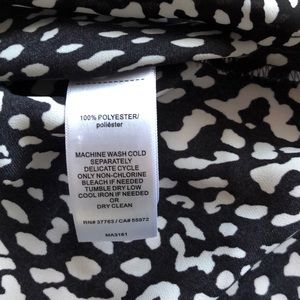 100% POLYESTER/
poliéster
MACHINE WASH COLD
SEPARATELY
DELICATE CYCLE
ONLY NON-CHLORINE
BLEACH IF NEEDED
TUMBLE DRY LOW
COOL IRON IF NEEDED
OR
DRY CLEAN
RN# 37763 / CA# 55972
MA3161